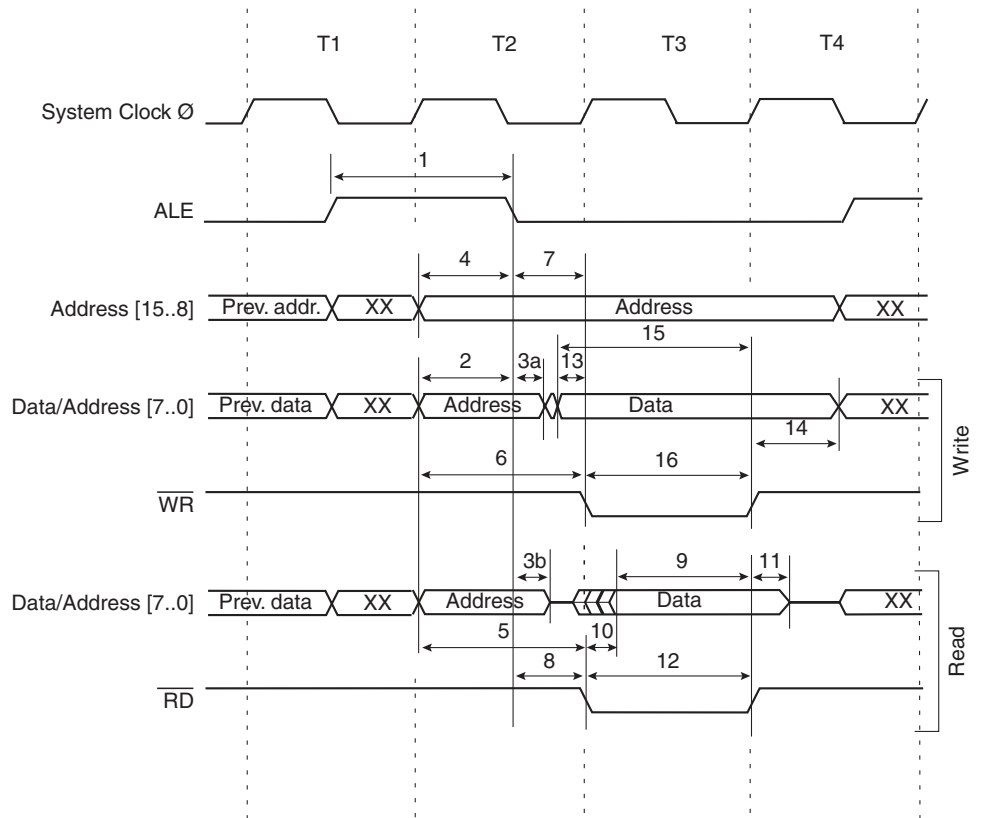 T1 T2 T3 T4
System Clock Ø
1
ALE
4 7
Address [15..8] Prev. addr. XX Address XX
15
2 3a 13
Data/Address [7..0] Prev. data XX Address Data XX
14
6 16
WR
Write
3b 9 11
Data/Address [7..0] Prev. data XX Address Data XX
5 10
8 12
RD
Read